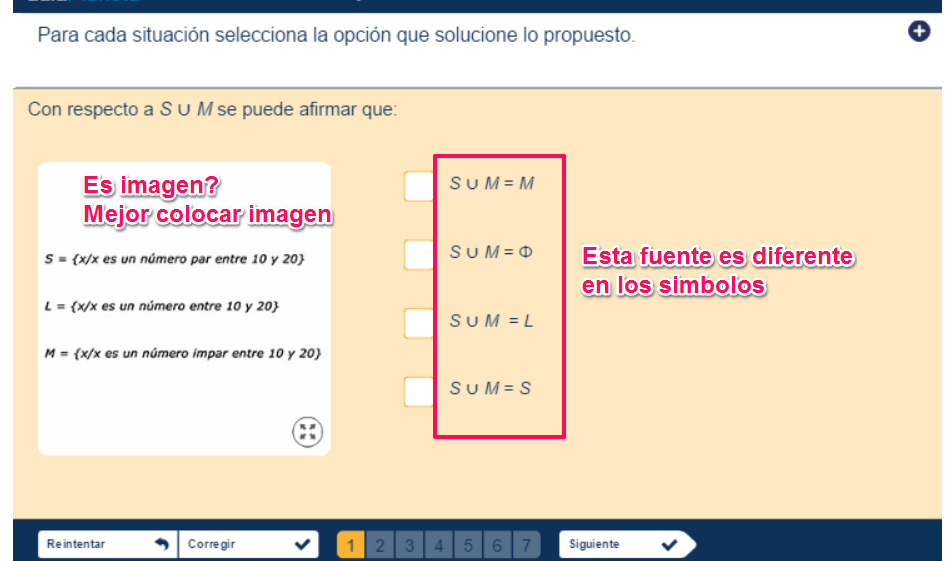 Para cada situación selecciona la opción que solucione lo propuesto.
Con respecto a S ∪ M se puede afirmar que:
Es imagen?
Mejor colocar imagen
S = {x/x es un número par entre 10 y 20}
L = {x/x es un número entre 10 y 20}
M = {x/x es un número impar entre 10 y 20}
S ∪ M = M
S ∪ M = Φ
S ∪ M = L
S ∪ M = S
Esta fuente es diferente
en los simbolos
Reintentar
Corregir
1 2 3 4 5 6 7
Siguiente